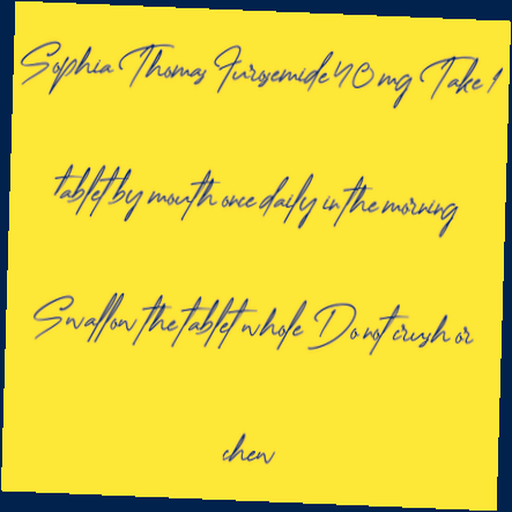 Sophia Thomas Furosemide 40 mg Take 1
tablet by mouth once daily in the morning
Swallow the tablet whole Do not crush or
chew